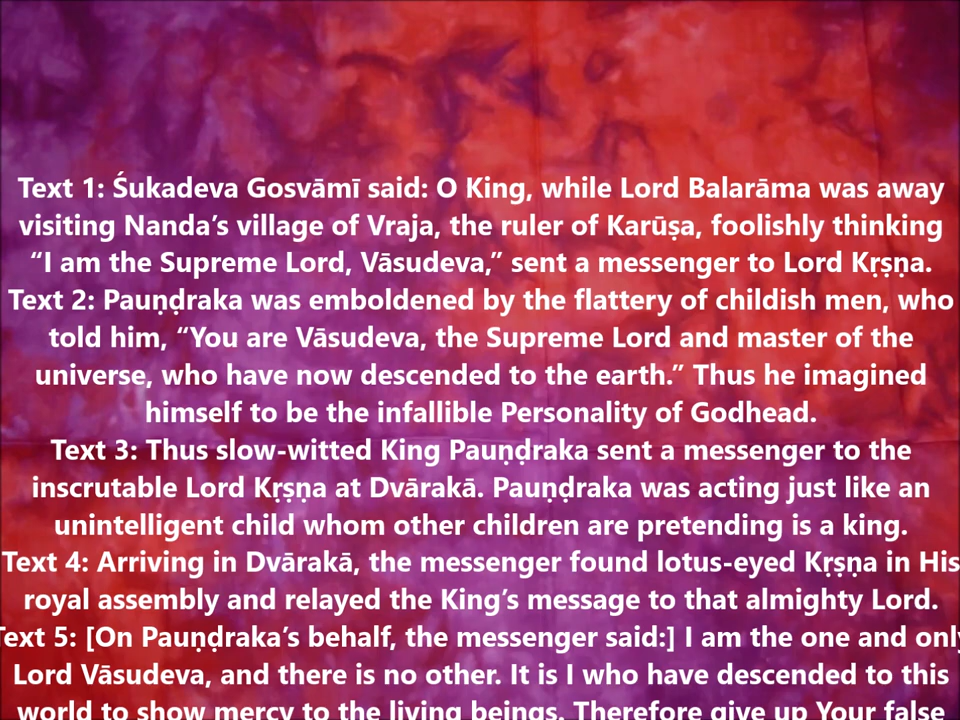 Text 1: Śukadeva Gosvāmī said: O King, while Lord Balarāma was away
visiting Nanda’s village of Vraja, the ruler of Karūṣa, foolishly thinking
“I am the Supreme Lord, Vāsudeva,” sent a messenger to Lord Kṛṣṇa.
Text 2: Pauṇḍraka was emboldened by the flattery of childish men, who
told him, “You are Vāsudeva, the Supreme Lord and master of the
universe, who have now descended to the earth.” Thus he imagined
himself to be the infallible Personality of Godhead.
Text 3: Thus slow-witted King Pauṇḍraka sent a messenger to the
inscrutable Lord Kṛṣṇa at Dvārakā. Pauṇḍraka was acting just like an
unintelligent child whom other children are pretending is a king.
Text 4: Arriving in Dvārakā, the messenger found lotus-eyed Kṛṣṇa in His
royal assembly and relayed the King’s message to that almighty Lord.
Text 5: [On Pauṇḍraka’s behalf, the messenger said:] I am the one and only
Lord Vāsudeva, and there is no other. It is I who have descended to this
world to show mercy to the living beings. Therefore give up Your false